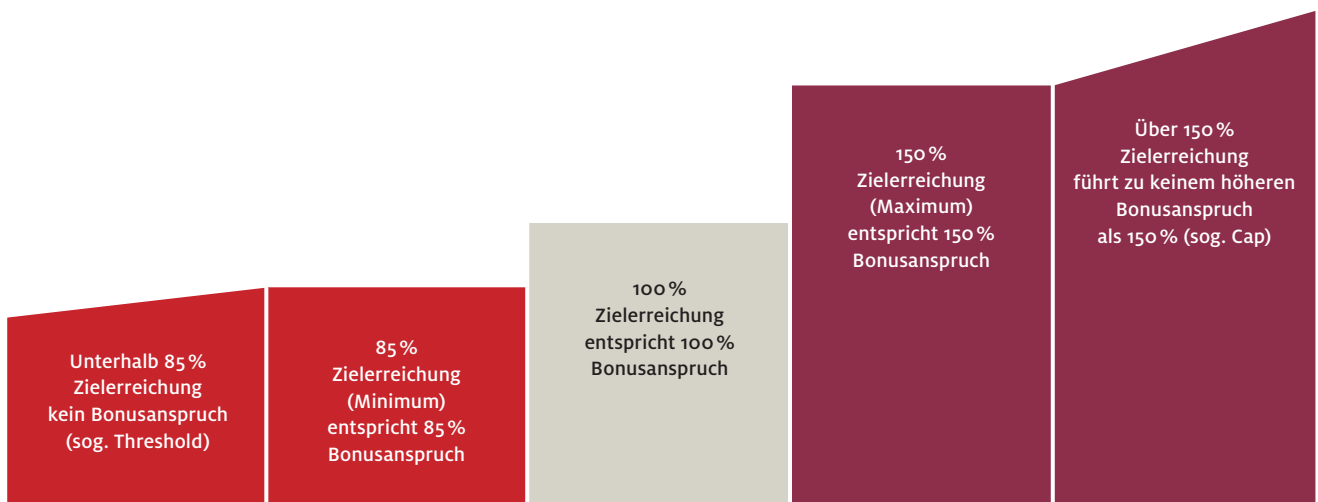 Unterhalb 85 %
Zielerreichung
kein Bonusanspruch
(sog. Threshold)
85 %
Zielerreichung
(Minimum)
entspricht 85 %
Bonusanspruch
100 %
Zielerreichung
entspricht 100 %
Bonusanspruch
150 %
Zielerreichung
(Maximum)
entspricht 150 %
Bonusanspruch
Über 150 %
Zielerreichung
führt zu keinem höheren
Bonusanspruch
als 150 % (sog. Cap)